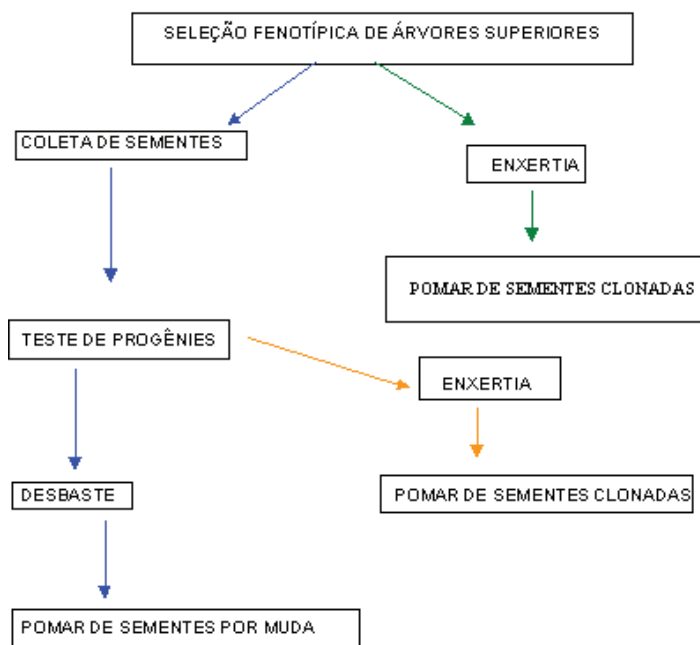 SELEÇÃO FENOTÍPICA DE ÁRVORES SUPERIORES
COLETA DE SEMENTES
ENXERTIA
POMAR DE SEMENTES CLONADAS
TESTE DE PROGÊNIES
ENXERTIA
DESBASTE
POMAR DE SEMENTES CLONADAS
POMAR DE SEMENTES POR MUDA